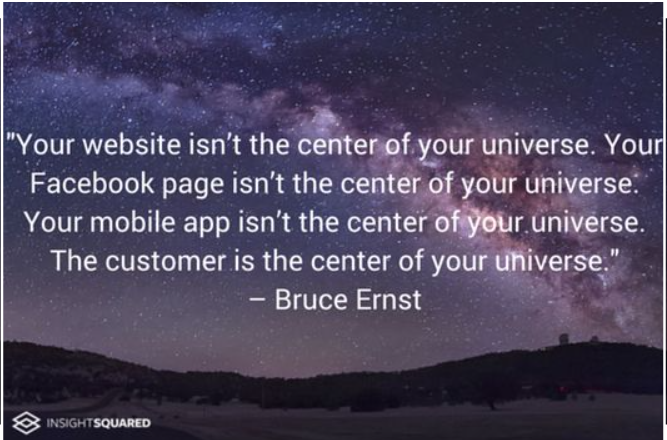 "Your website isn’t the center of your universe. Your
Facebook page isn’t the center of your universe.
Your mobile app isn’t the center of your universe.
The customer is the center of your universe."
– Bruce Ernst
INSIGHTSQUARED